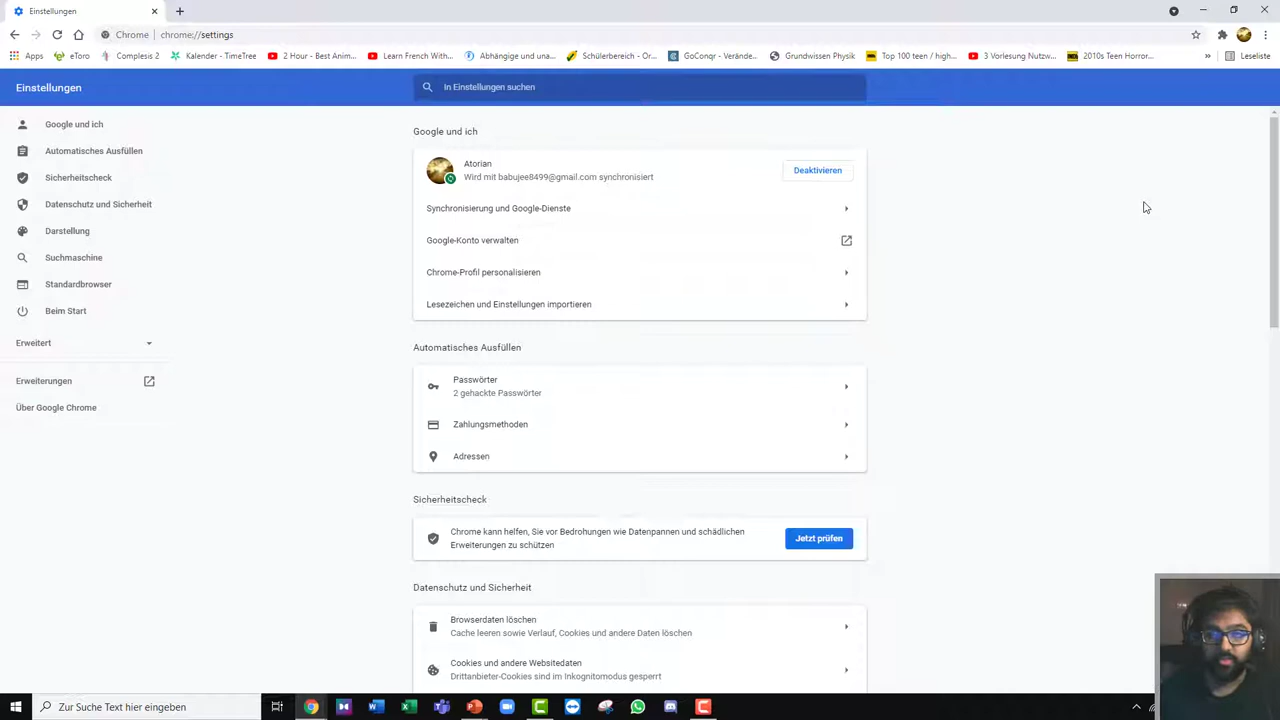 Einstellungen
Chrome | chrome://settings
Apps
eToro
Chamilo | Complexi...
Kalender - TimeTree
2 Hour - Best Anim...
Learn French With...
Abhängige und una...
Schülerbereich - Or...
GoConqr - Verände...
Grundwissen Physik
Top 100 teen / high...
3 Vorlesung Nutzw...
2010s Teen Horror...
»
Leseliste
Einstellungen
In Einstellungen suchen
Google und ich
Automatisches Ausfüllen
Sicherheitscheck
Datenschutz und Sicherheit
Darstellung
Suchmaschine
Standardbrowser
Beim Start
Erweitert
Erweiterungen
Über Google Chrome
Google und ich
Atorian
Wird mit babujee8499@gmail.com synchronisiert
Deaktivieren
Synchronisierung und Google-Dienste
Google-Konto verwalten
Chrome-Profil personalisieren
Lesezeichen und Einstellungen importieren
Automatisches Ausfüllen
Passwörter
2 gehackte Passwörter
Zahlungsmethoden
Adressen
Sicherheitscheck
Chrome kann helfen, Sie vor Bedrohungen wie Datenpannen und schädlichen
Erweiterungen zu schützen
Jetzt prüfen
Datenschutz und Sicherheit
Browserdaten löschen
Cache leeren sowie Verlauf, Cookies und andere Daten löschen
Cookies und andere Websitedaten
Drittanbieter-Cookies sind im Inkognitomodus gesperrt
Zur Suche Text hier eingeben